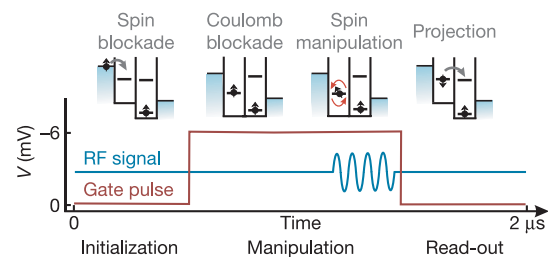 Spin
blockade
Coulomb
blockade
Spin
manipulation
Projection
V (mV)
–6
0
RF signal
Gate pulse
0
Time
2 μs
Initialization
Manipulation
Read-out